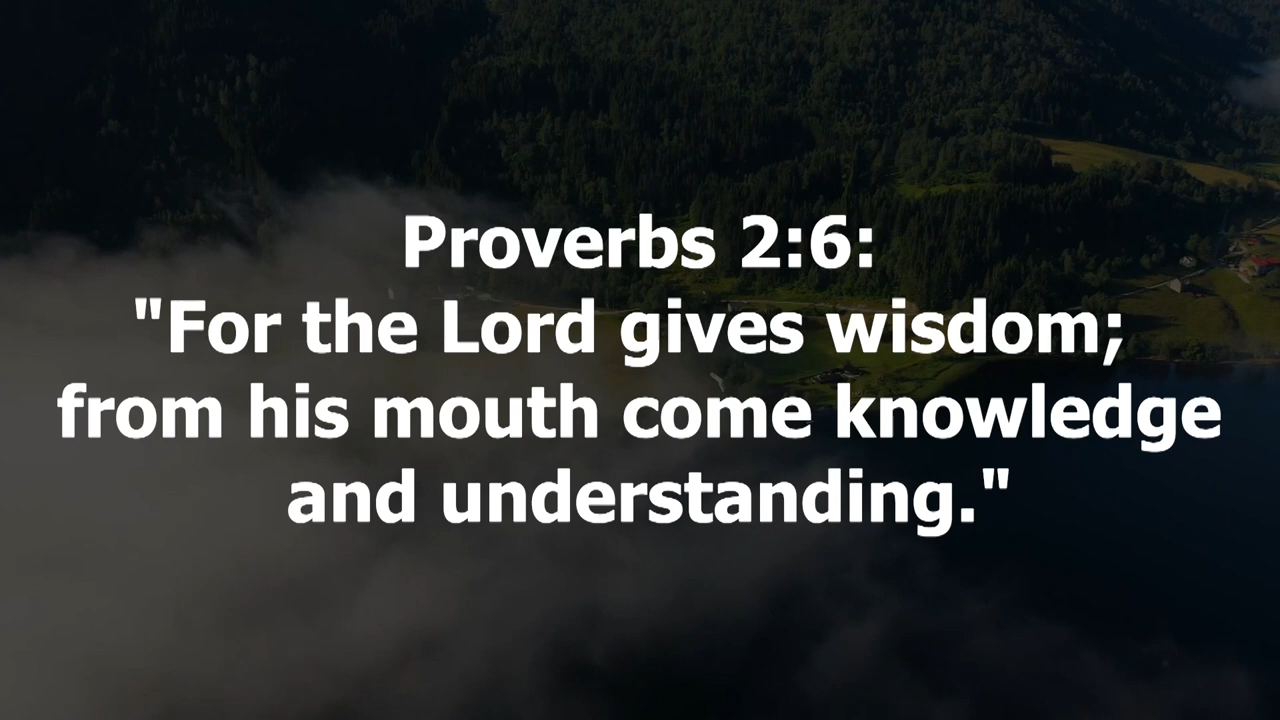 Proverbs 2:6:
"For the Lord gives wisdom;
from his mouth come knowledge
and understanding."